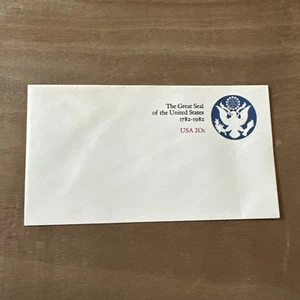 The Great Seal
of the United States
1782-1982
USA 20c